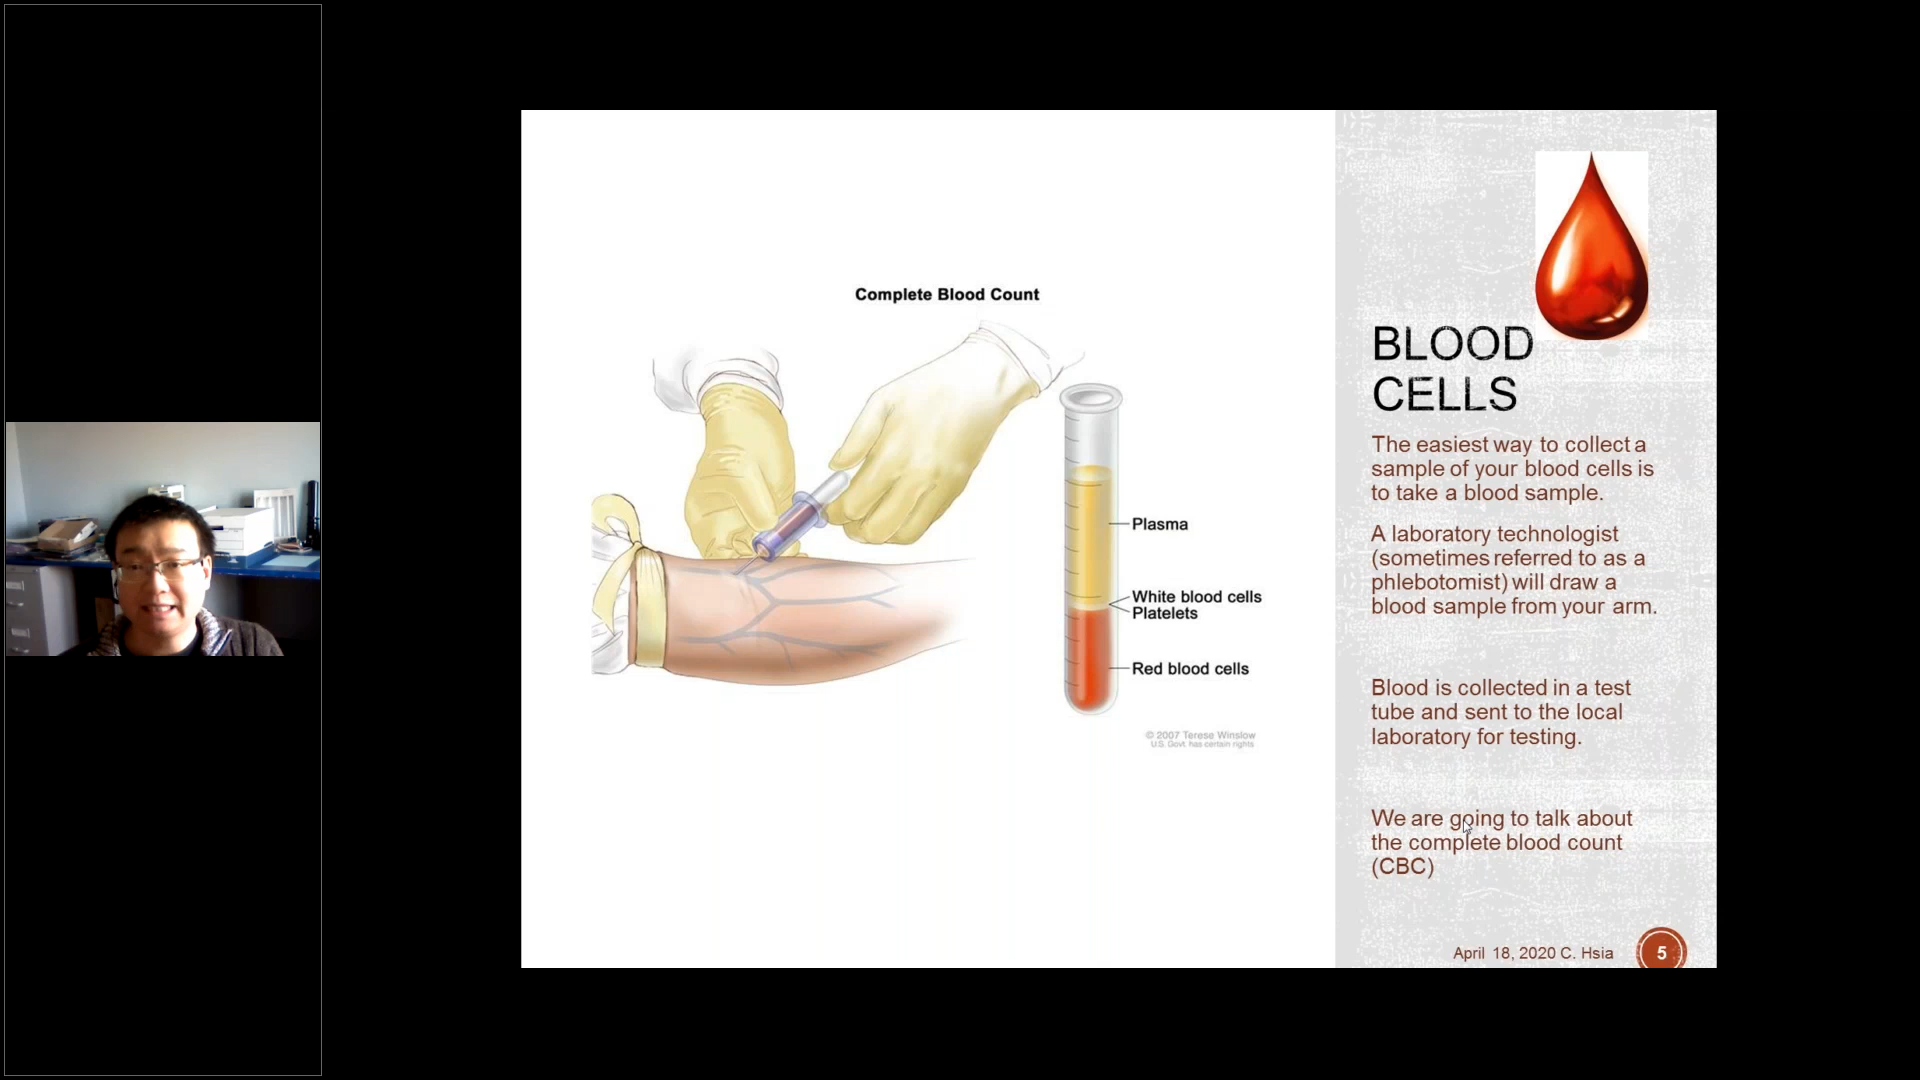 Complete Blood Count
Plasma
White blood cells
Platelets
Red blood cells
© 2007 Terese Winslow
U.S. Govt. has certain rights
BLOOD
CELLS
The easiest way to collect a
sample of your blood cells is
to take a blood sample.
A laboratory technologist
(sometimes referred to as a
phlebotomist) will draw a
blood sample from your arm.
Blood is collected in a test
tube and sent to the local
laboratory for testing.
We are going to talk about
the complete blood count
(CBC)
April 18, 2020 C. Hsia
5